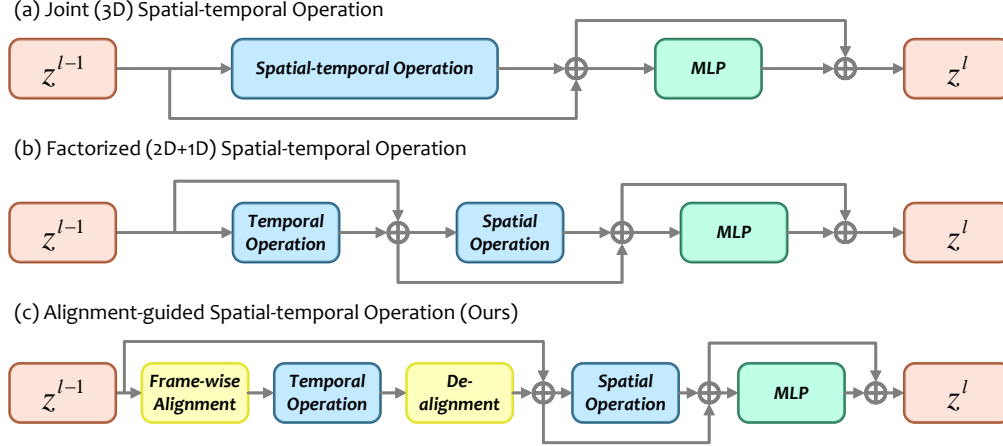 (a) Joint (3D) Spatial-temporal Operation
z^{l-1}
Spatial-temporal Operation
MLP
z^{l}
(b) Factorized (2D+1D) Spatial-temporal Operation
z^{l-1}
Temporal
Operation
Spatial
Operation
MLP
z^{l}
(c) Alignment-guided Spatial-temporal Operation (Ours)
z^{l-1}
Frame-wise
Alignment
Temporal
Operation
De-
alignment
Spatial
Operation
MLP
z^{l}